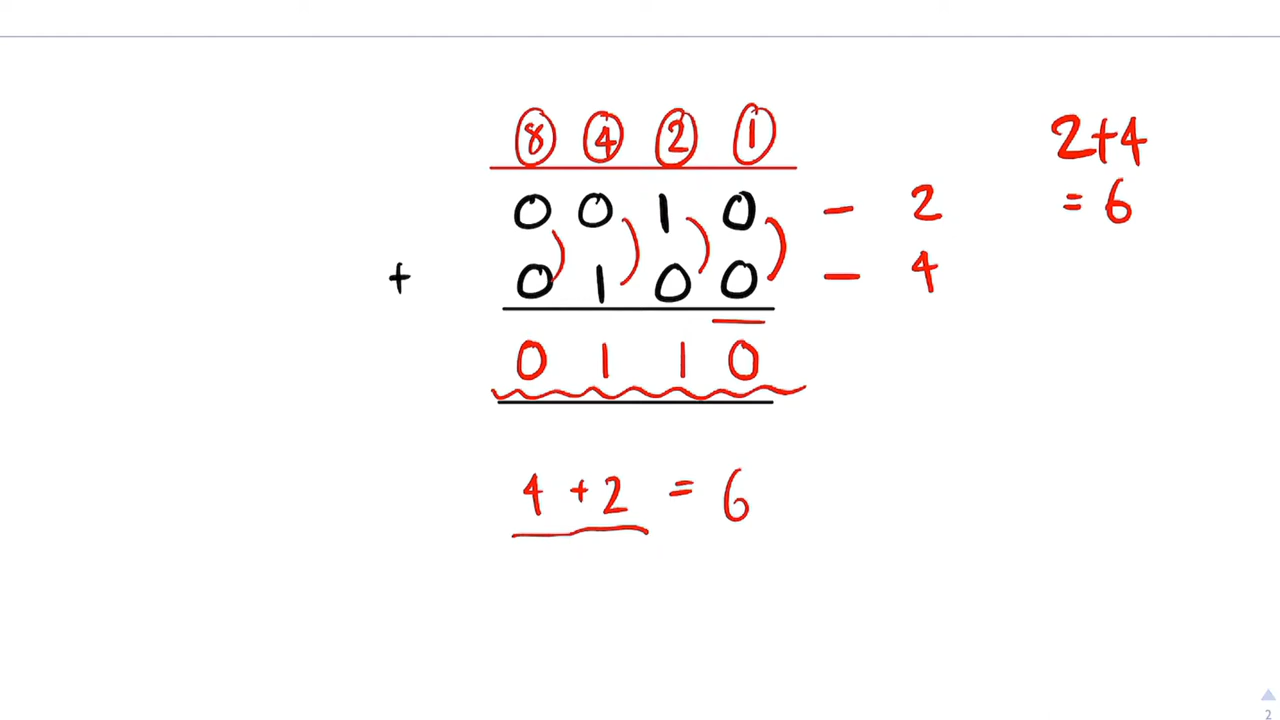 8 4 2 1
0 0 1 0 - 2
+ 0 1 0 0 - 4
0 1 1 0
4 + 2 = 6
2+4
= 6
2